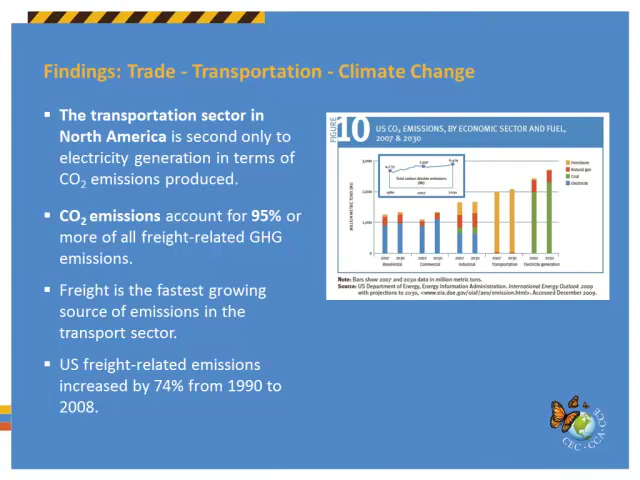 Findings: Trade - Transportation - Climate Change
▪ The transportation sector in
North America is second only to
electricity generation in terms of
CO₂ emissions produced.
▪ CO₂ emissions account for 95% or
more of all freight-related GHG
emissions.
▪ Freight is the fastest growing
source of emissions in the
transport sector.
▪ US freight-related emissions
increased by 74% from 1990 to
2008.
FIGURE 10
US CO₂ EMISSIONS, BY ECONOMIC SECTOR AND FUEL,
2007 & 2030
MILLION METRIC TONS (Mt)
Total carbon dioxide emissions
(Mt)
Petroleum
Natural gas
Coal
Electricity
2007 2030 2007 2030 2007 2030 2007 2030 2007 2030
Residential Commercial Industrial Transportation Electricity generation
Note: Bars show 2007 and 2030 data in million metric tons.
Source: US Department of Energy, Energy Information Administration. International Energy Outlook 2009
with projections to 2030, <www.eia.doe.gov/oiaf/aeo/emission.html>. Accessed December 2009.
CEC · CCA · CCE